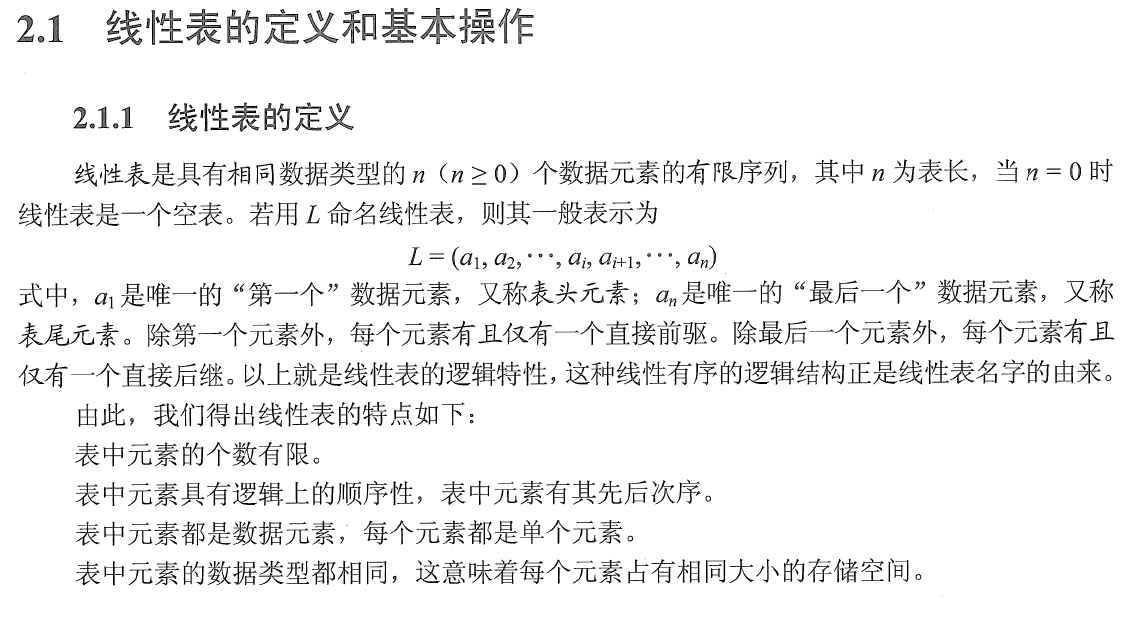 2.1 线性表的定义和基本操作
2.1.1 线性表的定义
线性表是具有相同数据类型的 n（n ≥ 0）个数据元素的有限序列，其中 n 为表长，当 n = 0 时
线性表是一个空表。若用 L 命名线性表，则其一般表示为
L = (a₁, a₂, ⋯, aᵢ, aᵢ₊₁, ⋯, aₙ)
式中，a₁ 是唯一的“第一个”数据元素，又称表头元素；aₙ 是唯一的“最后一个”数据元素，又称
表尾元素。除第一个元素外，每个元素有且仅有一个直接前驱。除最后一个元素外，每个元素有且
仅有一个直接后继。以上就是线性表的逻辑特性，这种线性有序的逻辑结构正是线性表名字的由来。
由此，我们得出线性表的特点如下：
表中元素的个数有限。
表中元素具有逻辑上的顺序性，表中元素有其先后次序。
表中元素都是数据元素，每个元素都是单个元素。
表中元素的数据类型都相同，这意味着每个元素占有相同大小的存储空间。